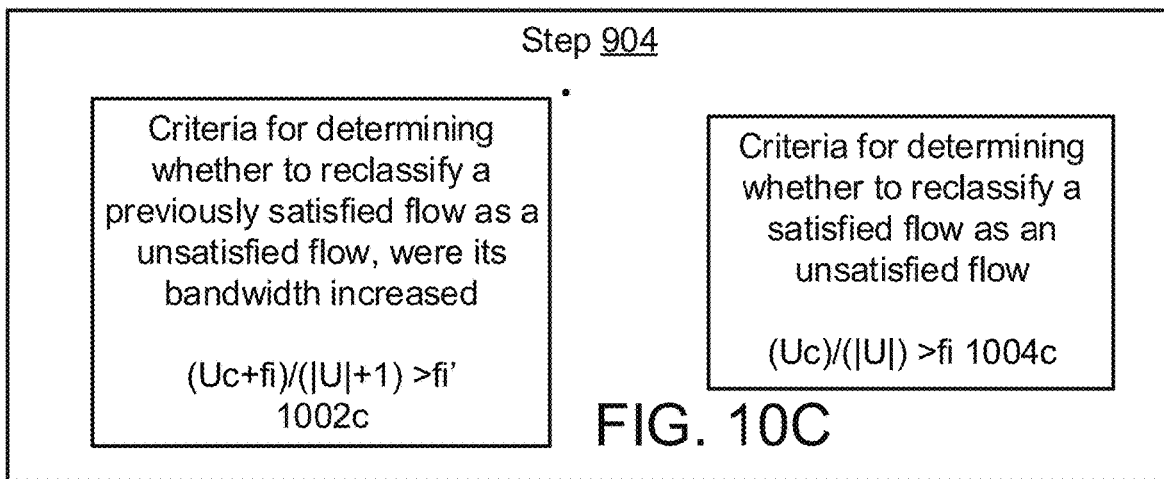 Step 904
Criteria for determining
whether to reclassify a
previously satisfied flow as a
unsatisfied flow, were its
bandwidth increased
(Uc+fi)/(|U|+1) >fi’
1002c
Criteria for determining
whether to reclassify a
satisfied flow as an
unsatisfied flow
(Uc)/(|U|) >fi 1004c
FIG. 10C